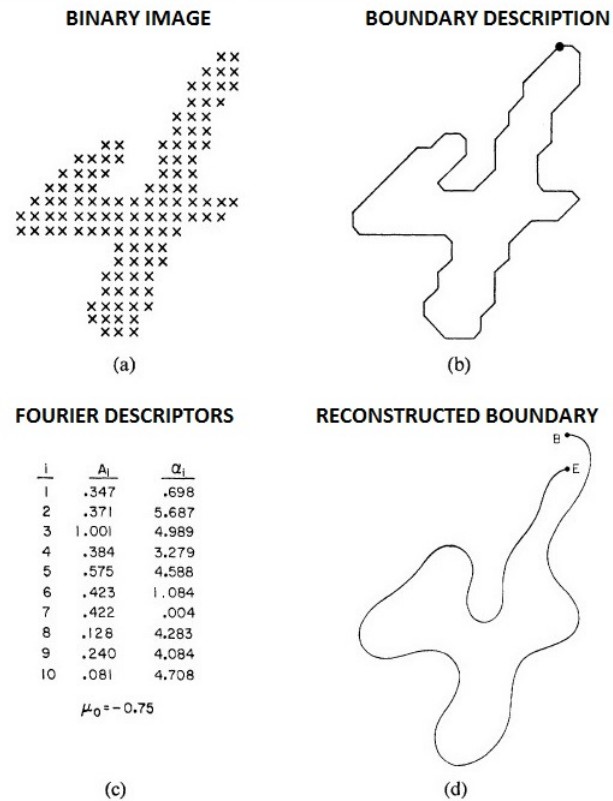 BINARY IMAGE
BOUNDARY DESCRIPTION
(a)
(b)
FOURIER DESCRIPTORS
RECONSTRUCTED BOUNDARY
i Ai αi
1 .347 .698
2 .371 5.687
3 1.001 4.989
4 .384 3.279
5 .575 4.588
6 .423 1.084
7 .422 .004
8 .128 4.283
9 .240 4.084
10 .081 4.708
μ0=-0.75
B
E
(c)
(d)